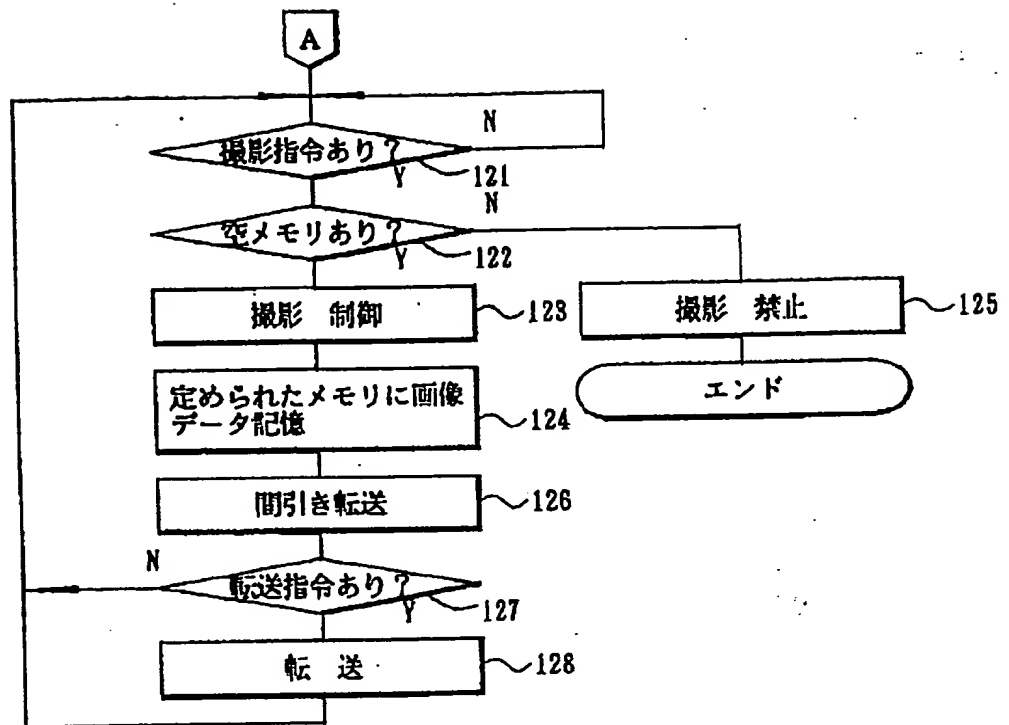 A
N
撮影指令あり?
Y
121
N
空メモリあり?
Y
122
撮影 制御
123
撮影 禁止
125
エンド
定められたメモリに画像
データ記憶
124
間引き転送
126
N
転送指令あり?
Y
127
転 送
128